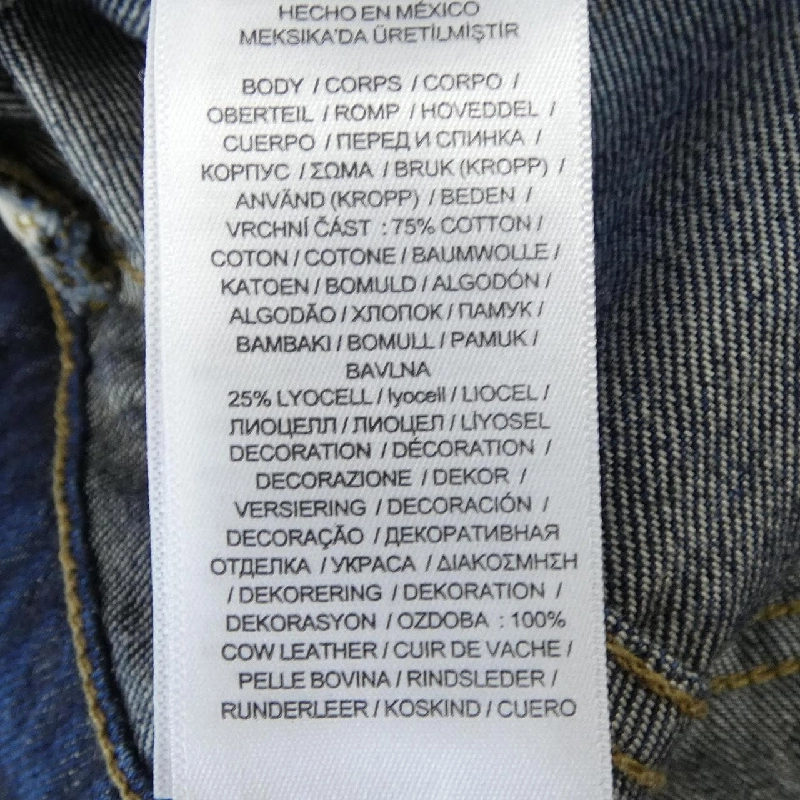 HECHO EN MÉXICO
MEKSIKA'DA ÜRETİLMİŞTİR
BODY / CORPS / CORPO /
OBERTEIL / ROMP / HOVEDDEL /
CUERPO / ПЕРЕД И СПИНКА /
КОРПУС / ΣΩΜΑ / BRUK (KROPP) /
ANVÄND (KROPP) / BEDEN /
VRCHNÍ ČÁST : 75% COTTON /
COTON / COTONE / BAUMWOLLE /
KATOEN / BOMULD / ALGODÓN /
ALGODÃO / ХЛОПОК / ПАМУК /
BAMBAKI / BOMULL / PAMUK /
BAVLNA
25% LYOCELL / lyocell / LIOCEL /
ЛИОЦЕЛЛ / ЛИОЦЕЛ / LİYOSEL
DECORATION / DÉCORATION /
DECORAZIONE / DEKOR /
VERSIERING / DECORACIÓN /
DECORAÇÃO / ДЕКОРАТИВНАЯ
ОТДЕЛКА / УКРАСА / ΔΙΑΚΟΣΜΗΣΗ
/ DEKORERING / DEKORATION /
DEKORASYON / OZDOBA : 100%
COW LEATHER / CUIR DE VACHE /
PELLE BOVINA / RINDSLEDER /
RUNDERLEER / KOSKIND / CUERO